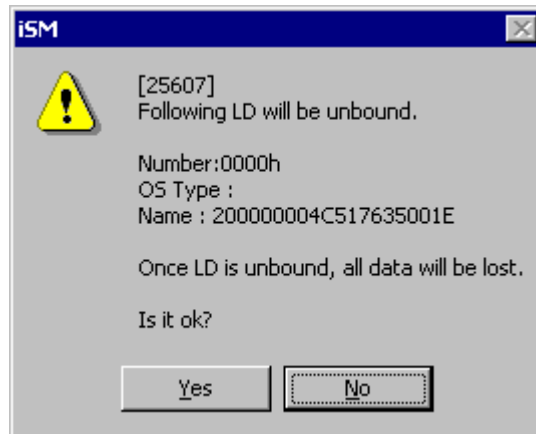 iSM
[25607]
Following LD will be unbound.
Number:0000h
OS Type :
Name : 200000004C517635001E
Once LD is unbound, all data will be lost.
Is it ok?
Yes
No